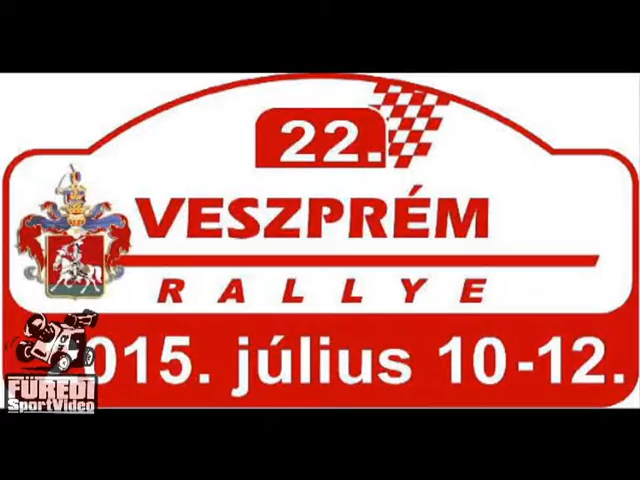 22.
VESZPRÉM
RALLYE
015. július 10-12.
FÜREDI
SportVideo